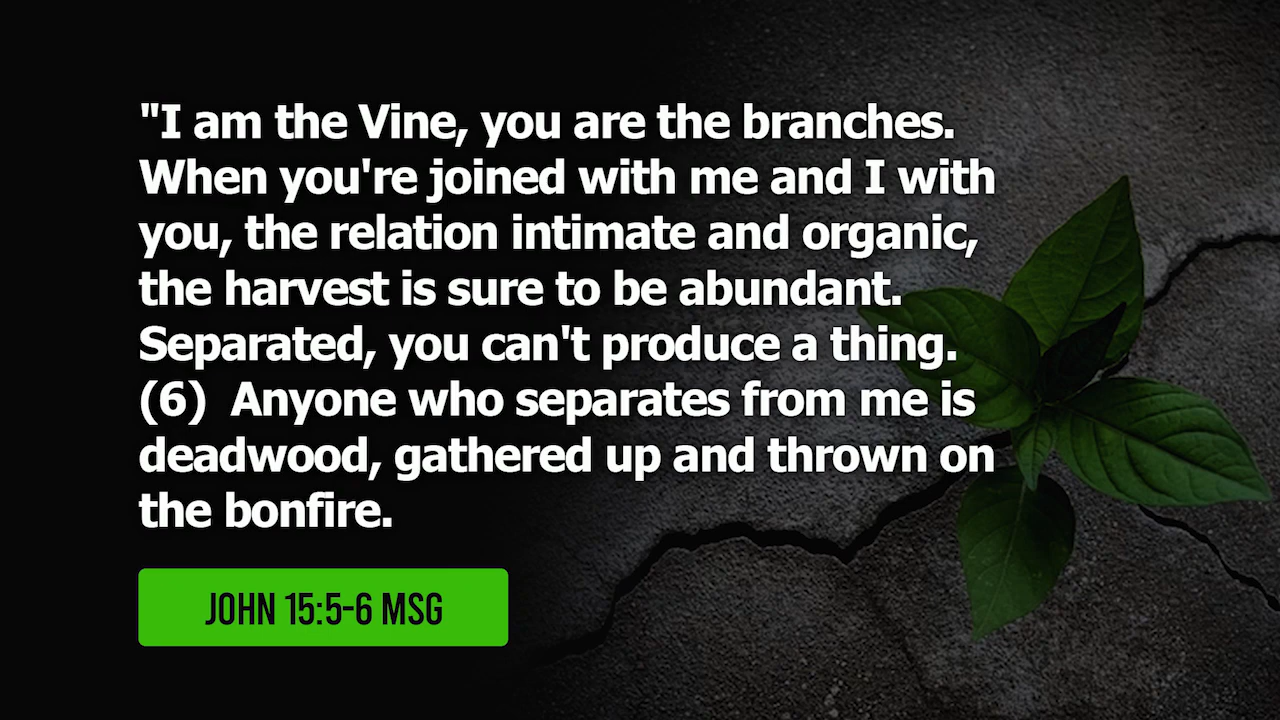 "I am the Vine, you are the branches.
When you're joined with me and I with
you, the relation intimate and organic,
the harvest is sure to be abundant.
Separated, you can't produce a thing.
(6)  Anyone who separates from me is
deadwood, gathered up and thrown on
the bonfire.
JOHN 15:5-6 MSG